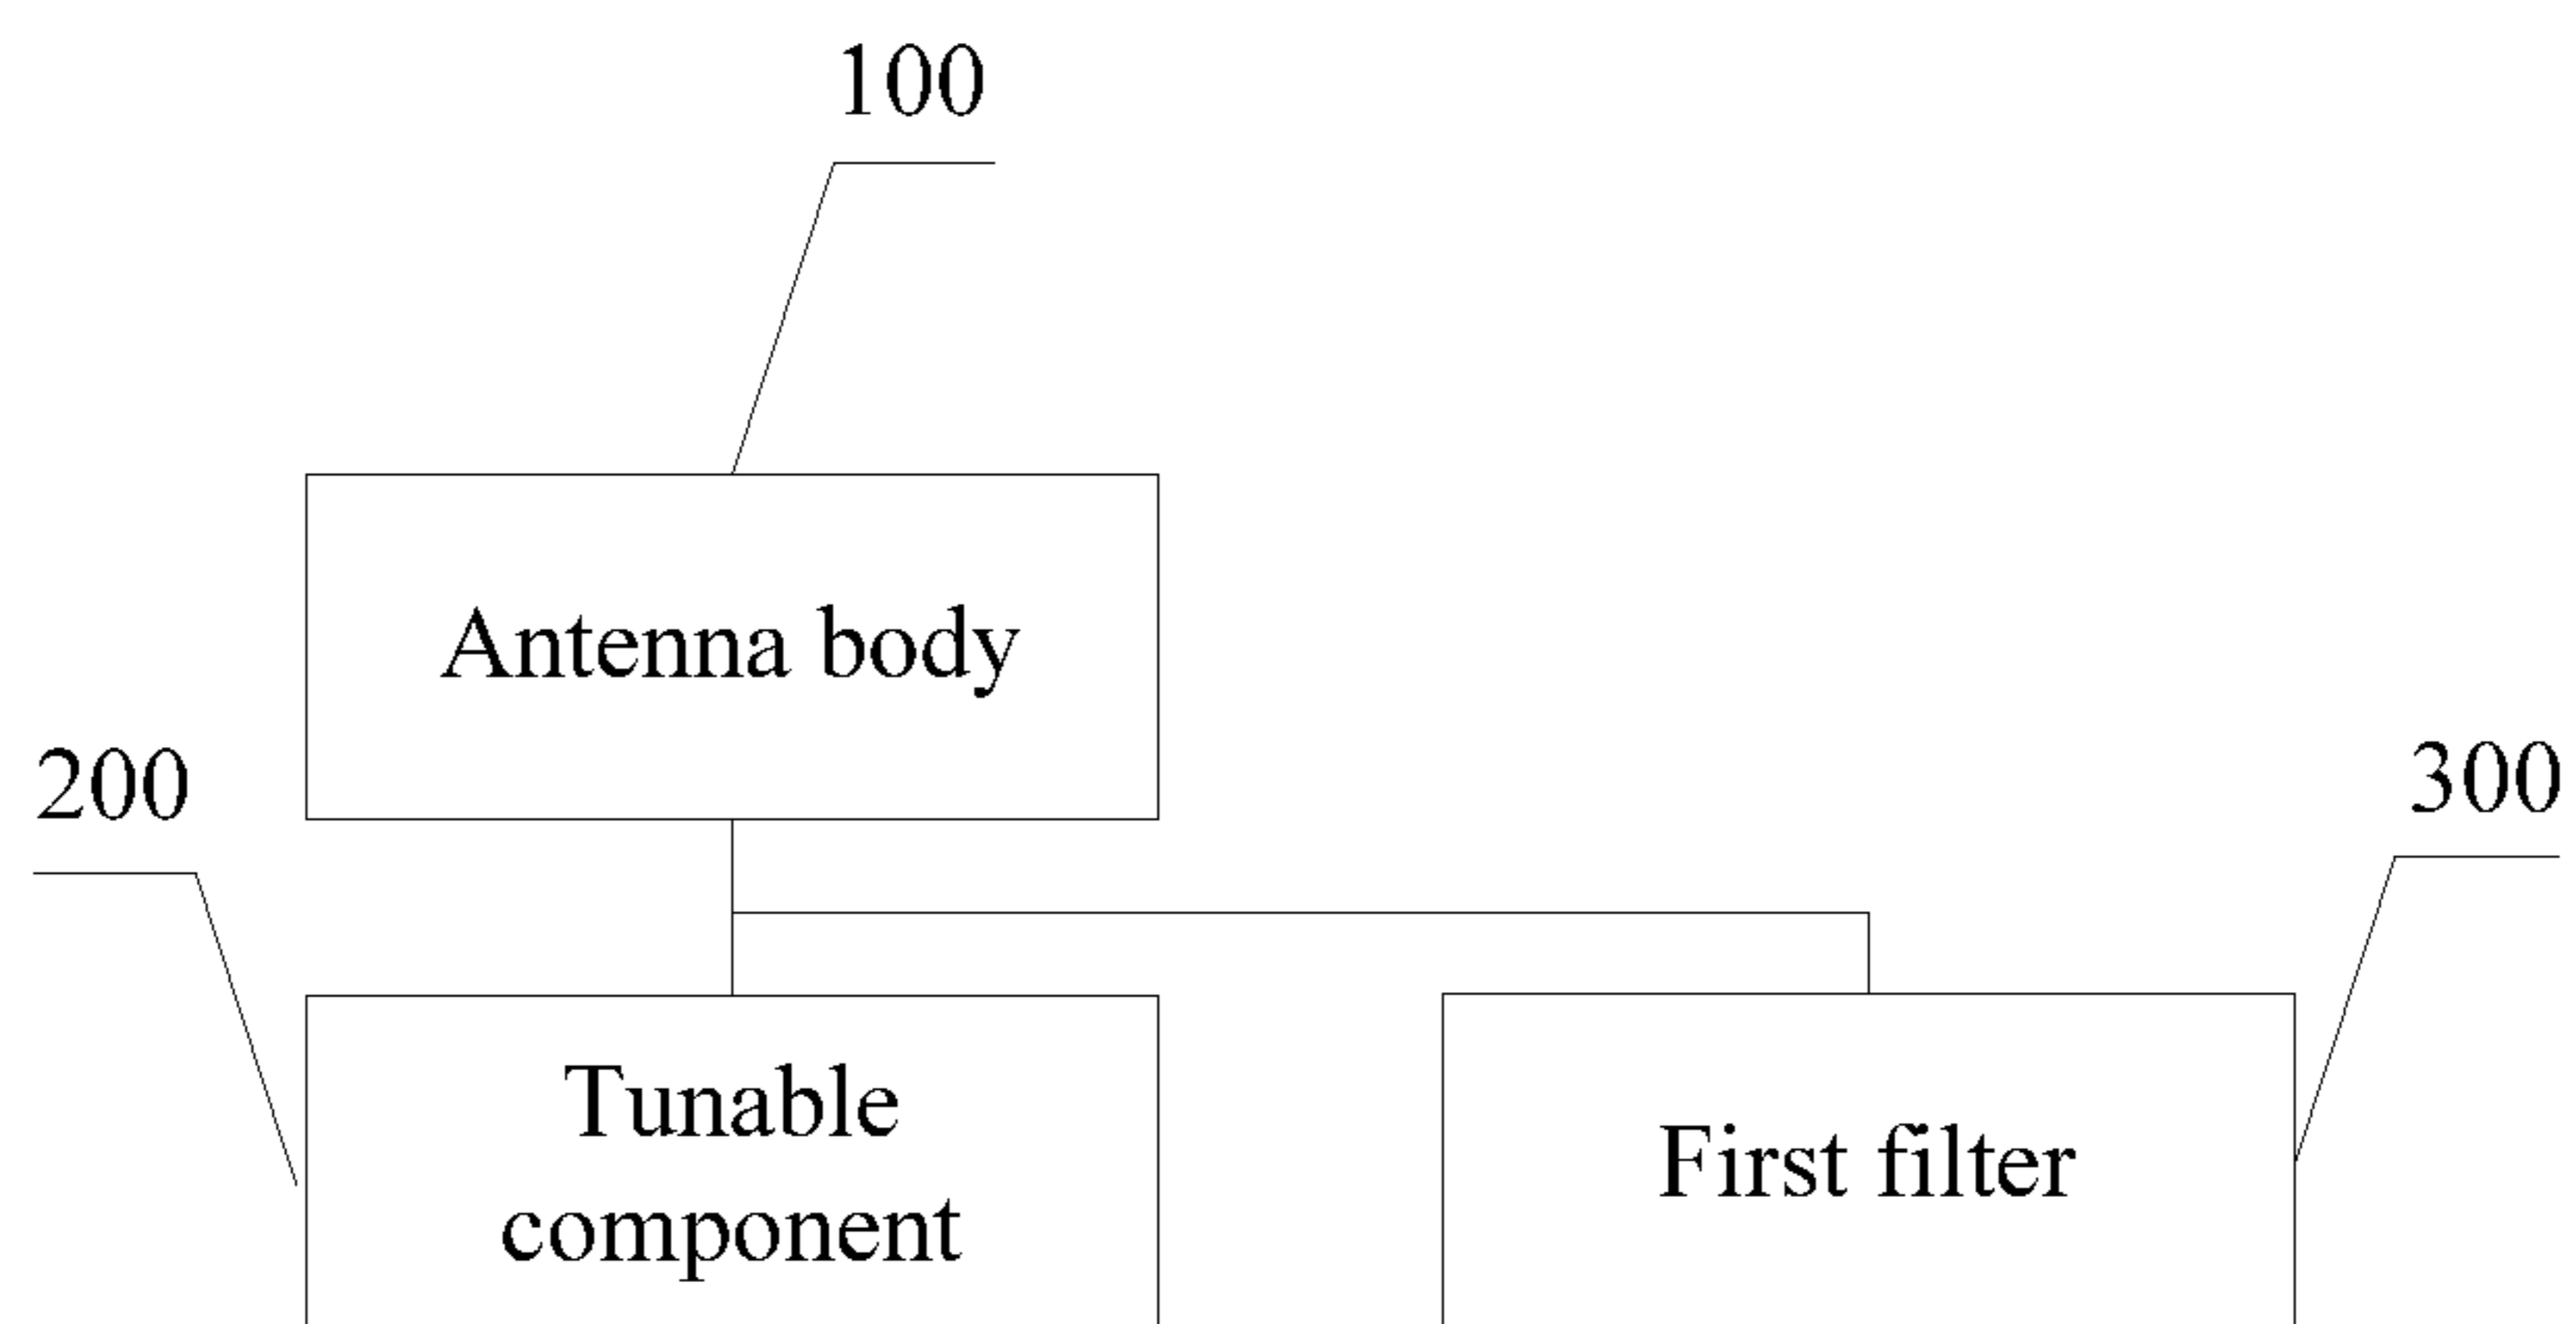 100
Antenna body
200
300
Tunable
component
First filter